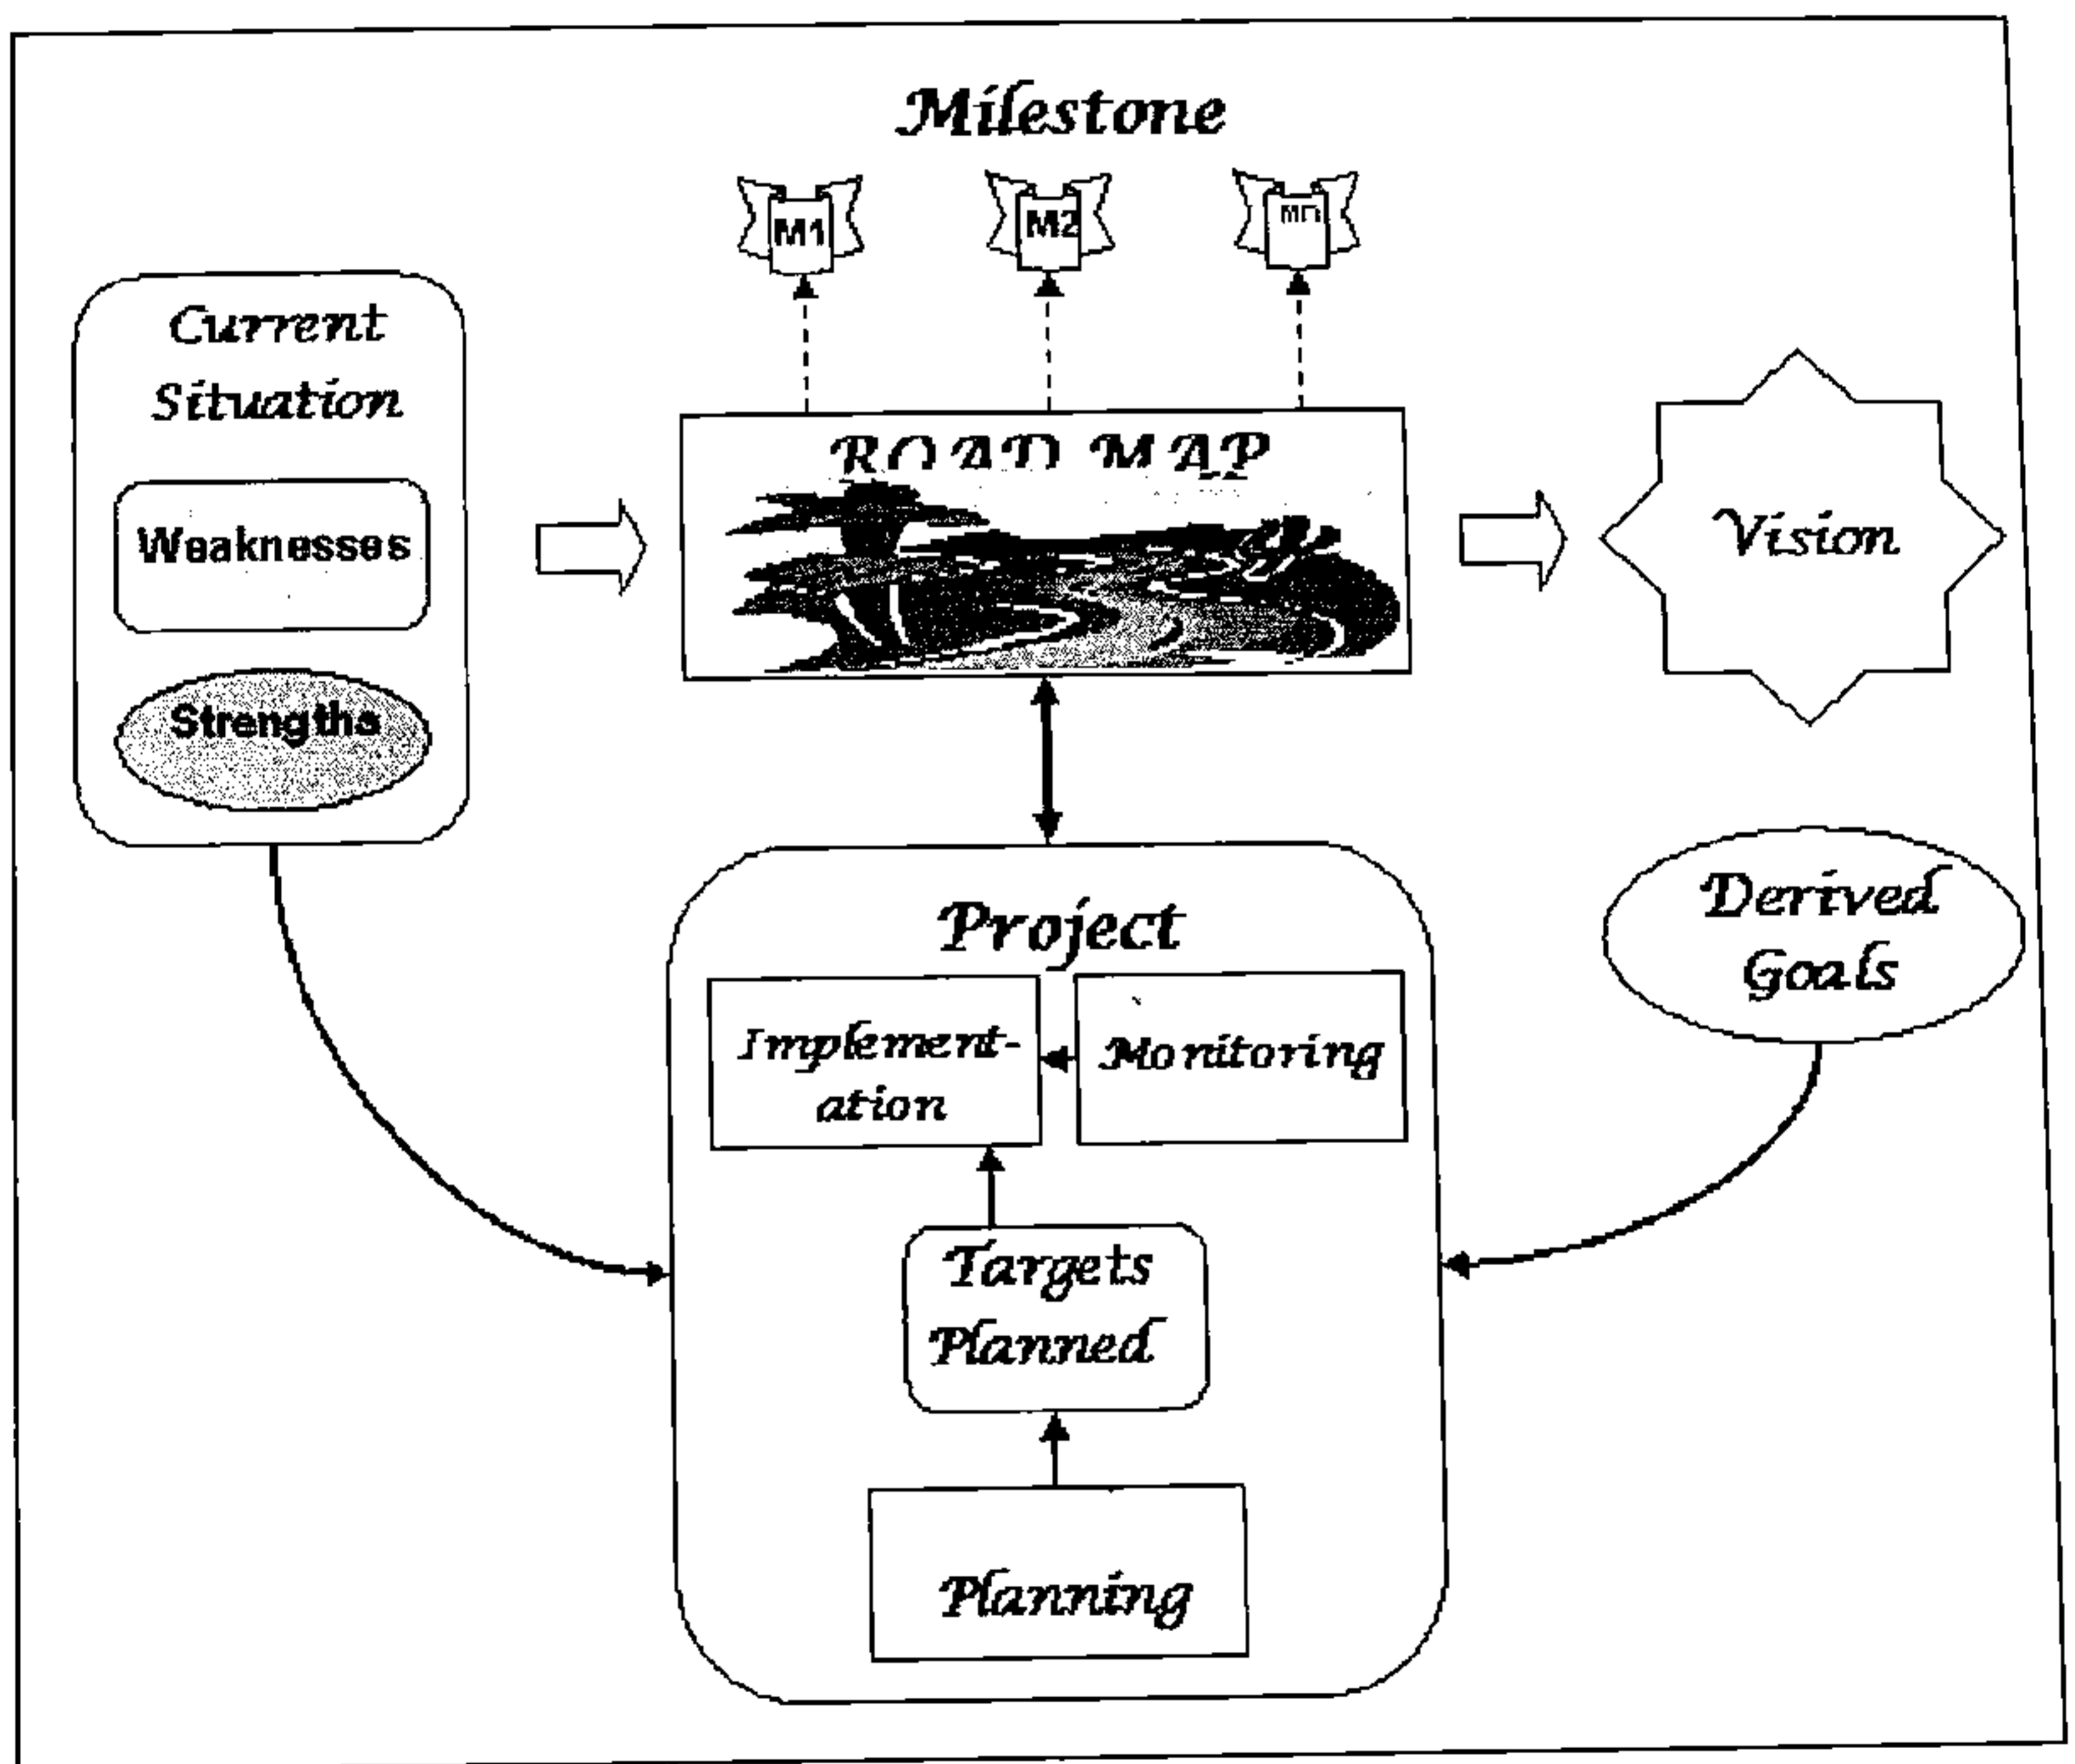 Milestone
M1
M2
Mn
Current
Situation
Weaknesses
Strengths
ROAD MAP
Vision
Project
Implement-
ation
Monitoring
Derived
Goals
Targets
Planned
Planning